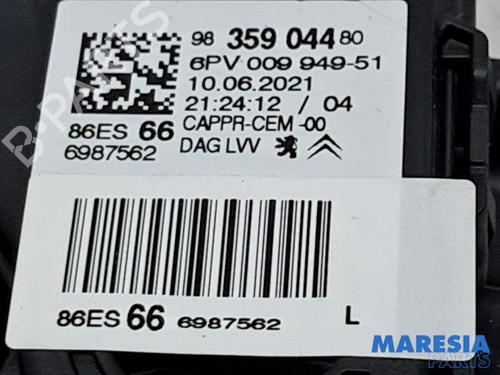 98 359 044 80
6PV 009 949-51
10.06.2021
21:24:12 / 04
86ES 66 CAPPR-CEM -00
6987562 DAG LVV
86ES 66 6987562 L
B-PARTS
MARESIA
PARTS